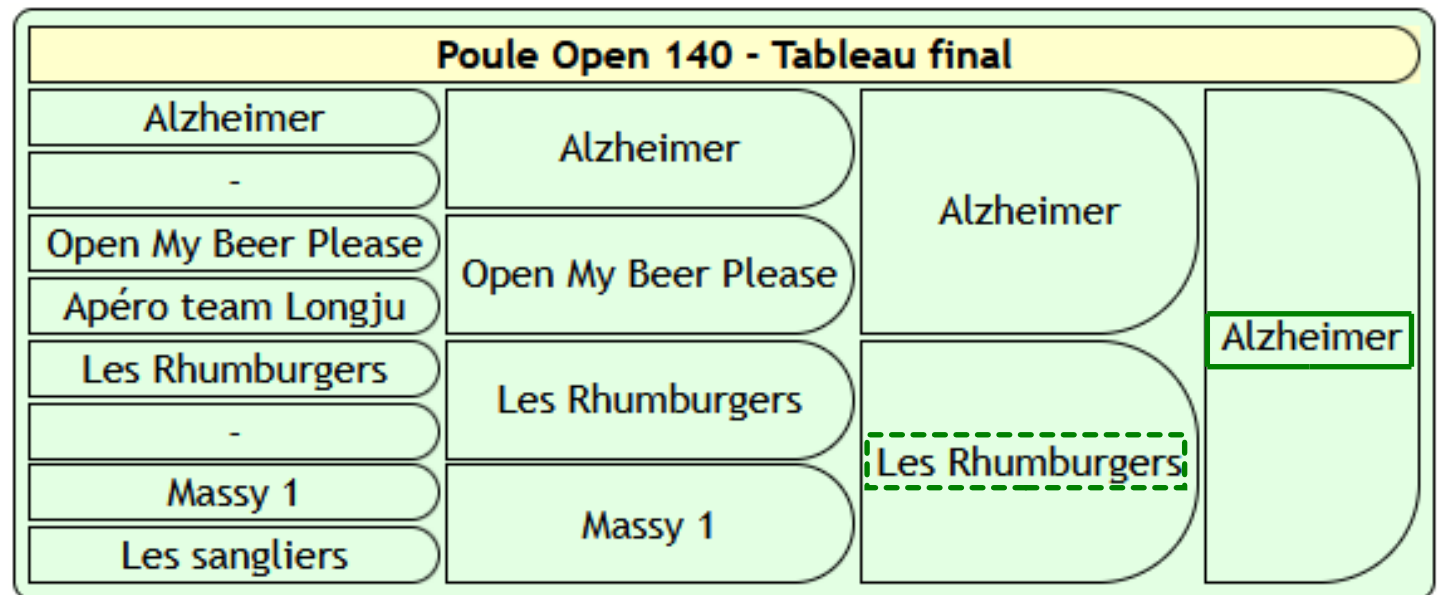 Poule Open 140 - Tableau final
Alzheimer
-
Open My Beer Please
Apéro team Longju
Les Rhumburgers
-
Massy 1
Les sangliers
Alzheimer
Open My Beer Please
Les Rhumburgers
Massy 1
Alzheimer
Les Rhumburgers
Alzheimer